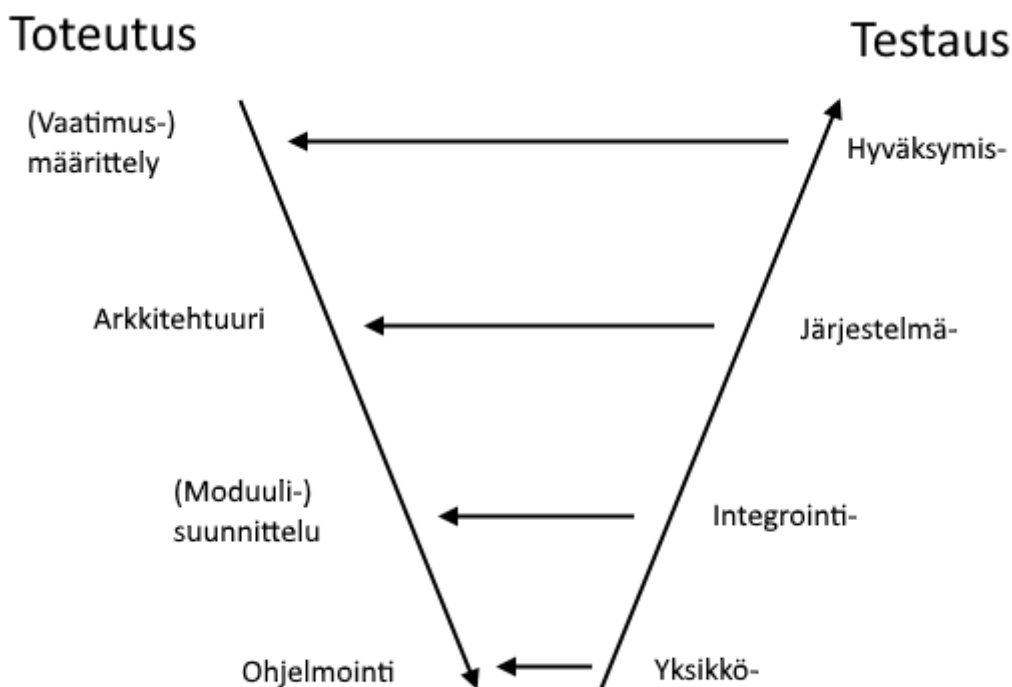 Toteutus
Testaus
(Vaatimus-)
määrittely
Hyväksymis-
Arkkitehtuuri
Järjestelmä-
(Moduuli-)
suunnittelu
Integrointi-
Ohjelmointi
Yksikkö-